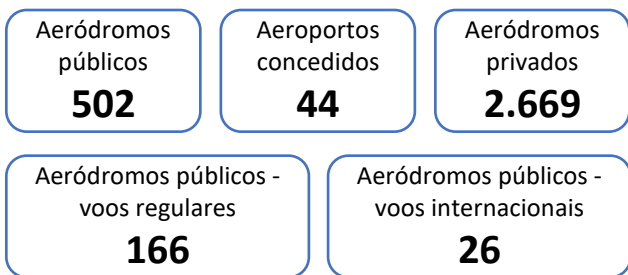 Aeródromos
públicos
502
Aeroportos
concedidos
44
Aeródromos
privados
2.669
Aeródromos públicos -
voos regulares
166
Aeródromos públicos -
voos internacionais
26